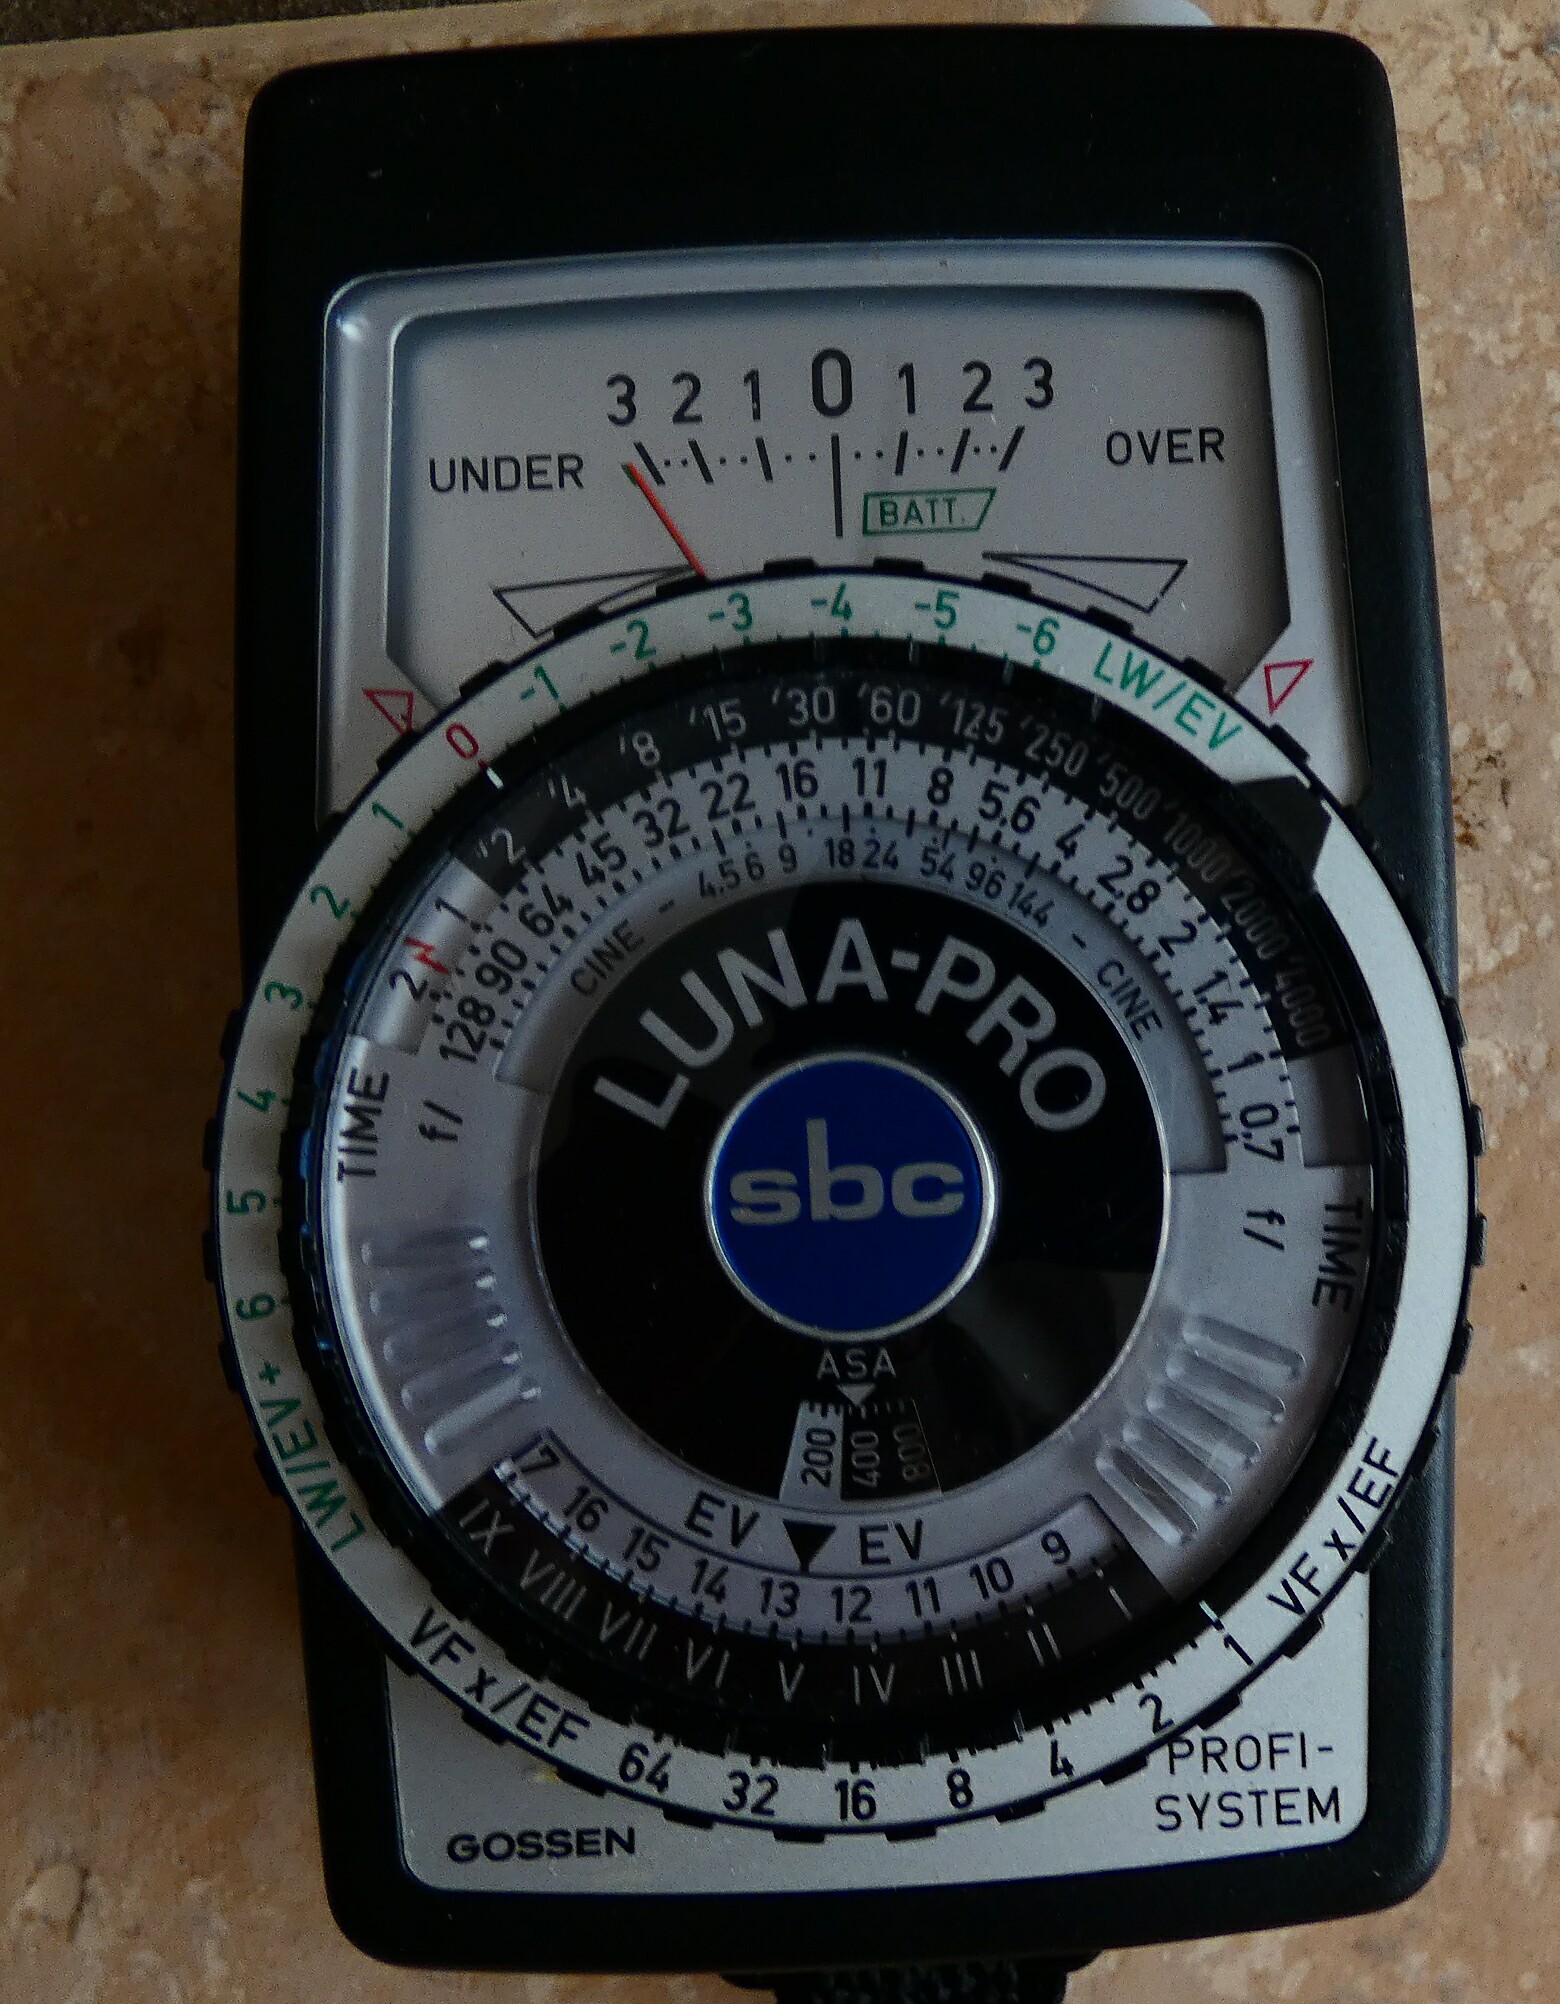 3 2 1 0 1 2 3
UNDER
OVER
BATT.
0 -1 -2 -3 -4 -5 -6 LW/EV
1 2 3 4 5 6 LW/EV+
TIME 2 1 '2 '4 '8 '15 '30 '60 '125 '250 '500 '1000 '2000 '4000 TIME
f/ 128 90 64 45 32 22 16 11 8 5.6 4 2.8 2 1.4 1 0,7 f/
CINE - 4.5 6 9 18 24 54 96 144 - CINE
LUNA-PRO
sbc
ASA
200 400 800
EV EV
17 16 15 14 13 12 11 10 9
IX VIII VII VI V IV III II I
VF x/EF 64 32 16 8 4 2 1 VF x/EF
PROFI-
SYSTEM
GOSSEN